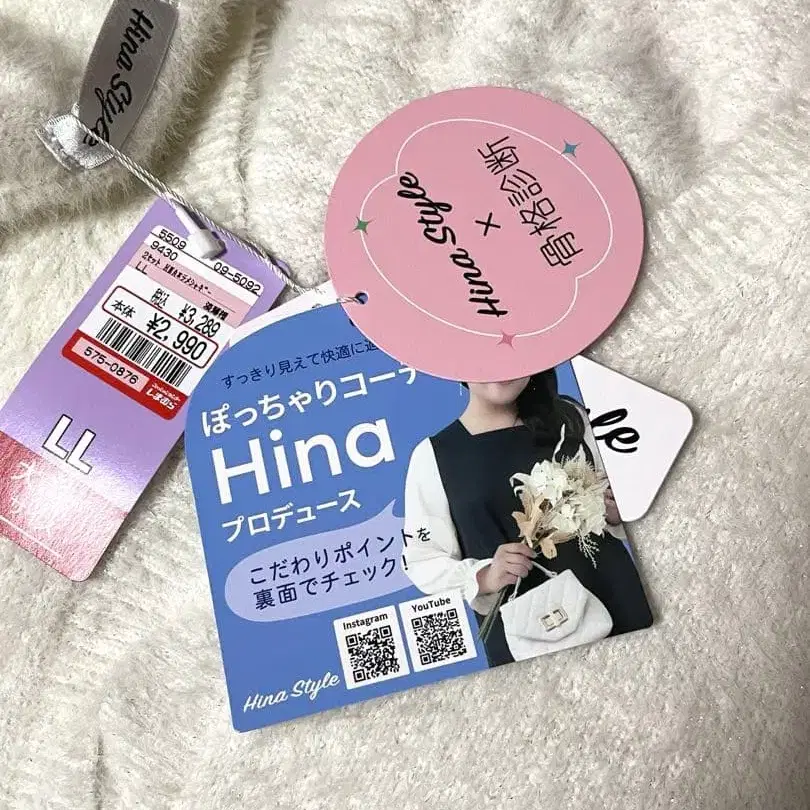 Hina Style
5509
9430 09-5092
LL
税込 ¥3,289
本体 ¥2,990
575-0876
しまむら
LL
Hina Style
×
骨格診断
すっきり見えて快適に
ぽっちゃりコーデ
Hina
プロデュース
こだわりポイントを
裏面でチェック!
Instagram
YouTube
Hina Style